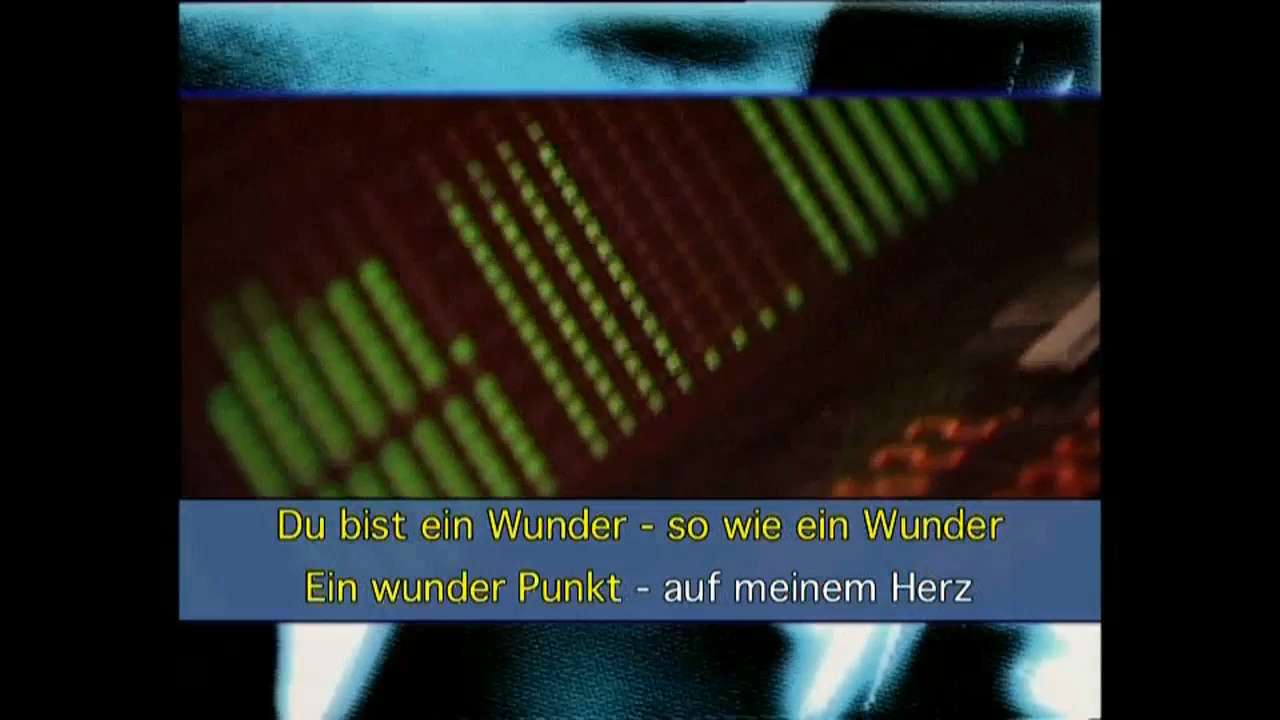 Du bist ein Wunder - so wie ein Wunder
Ein wunder Punkt - auf meinem Herz